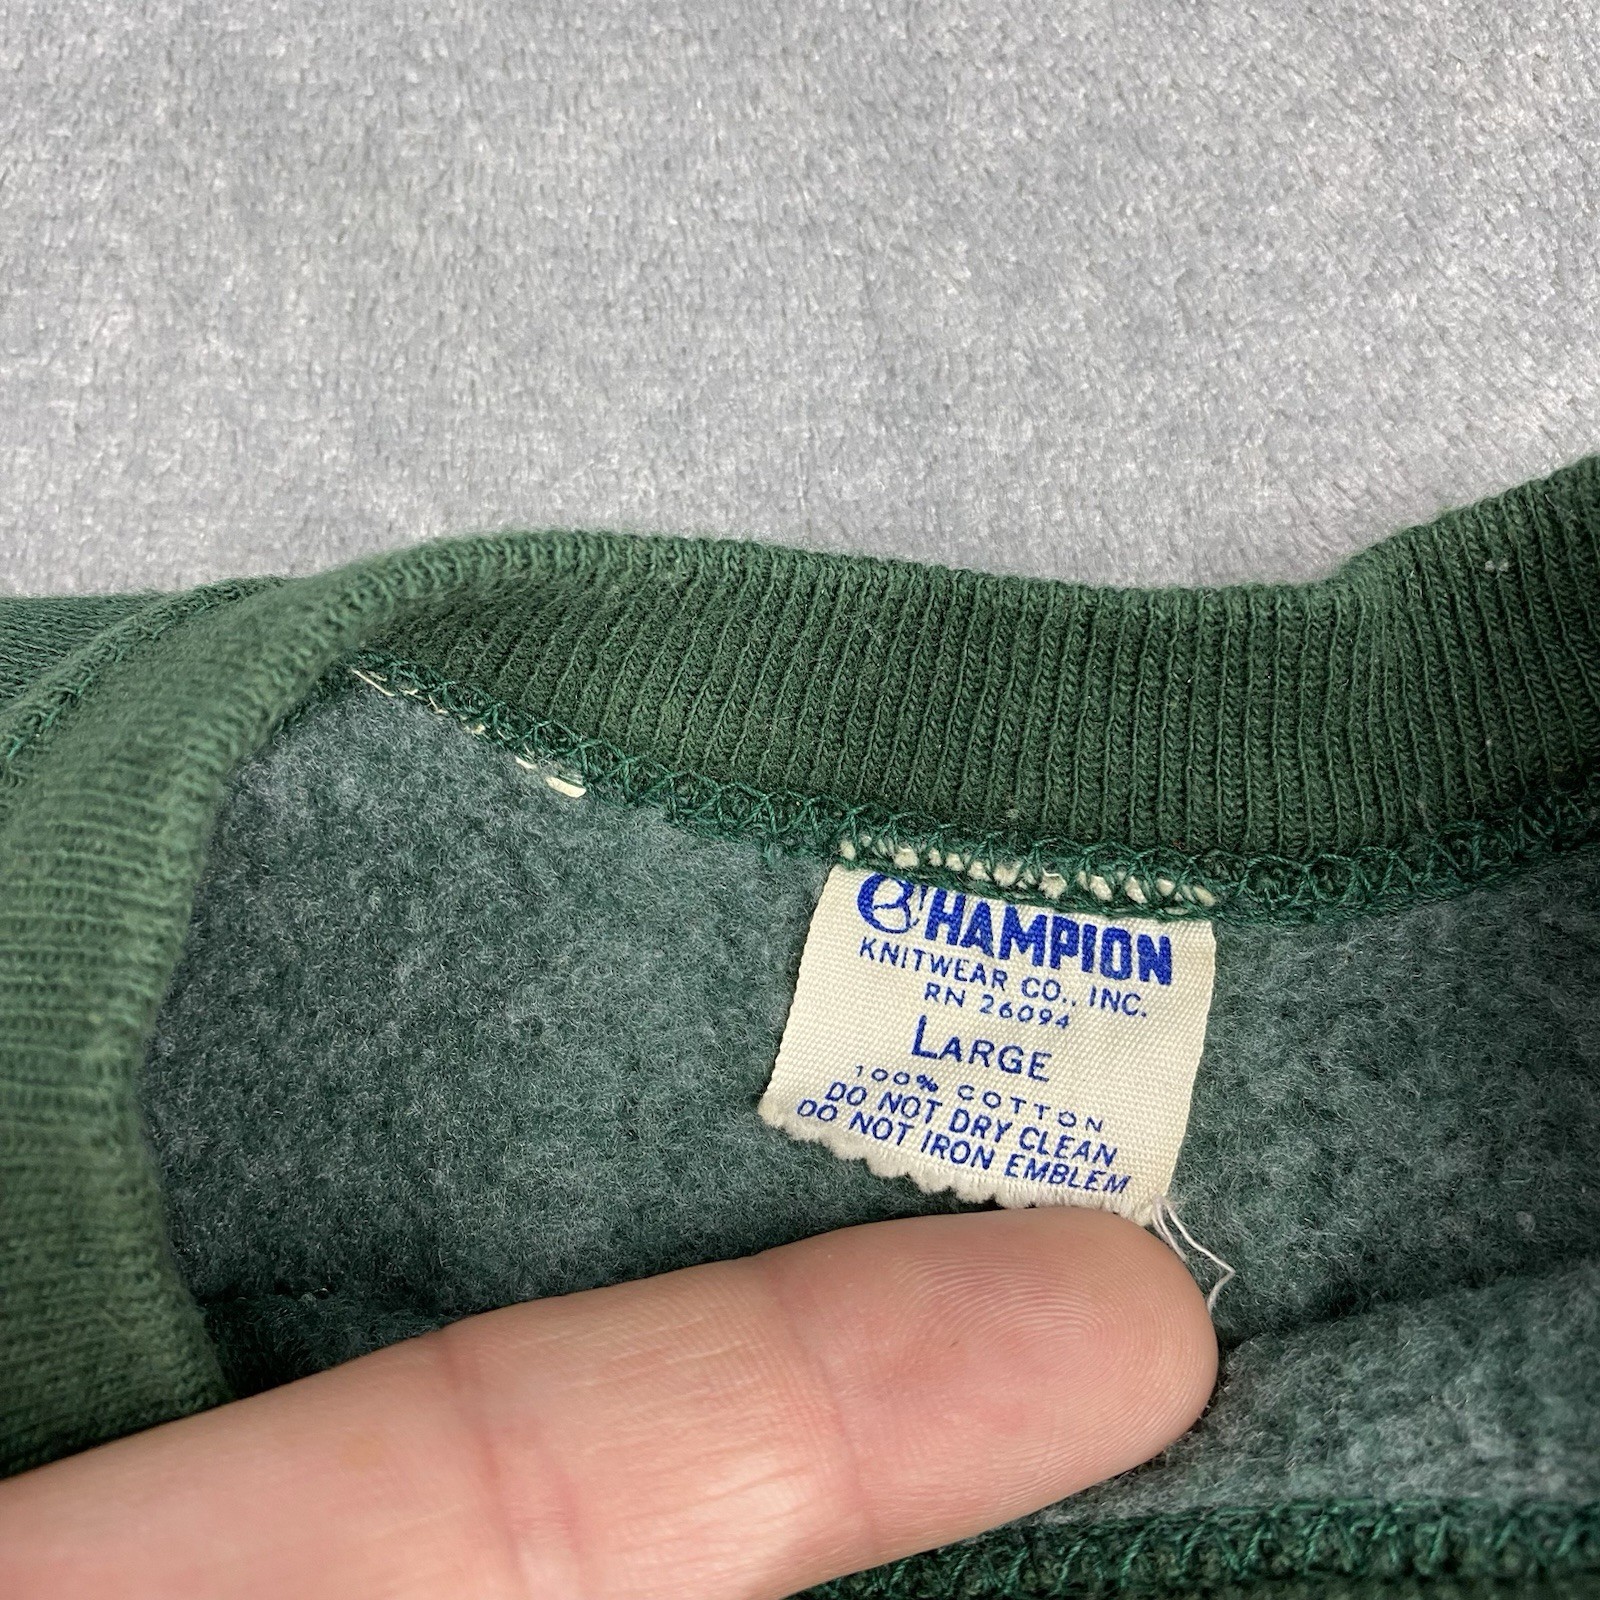 CHAMPION
KNITWEAR CO., INC.
RN 26094
LARGE
100% COTTON
DO NOT DRY CLEAN
DO NOT IRON EMBLEM